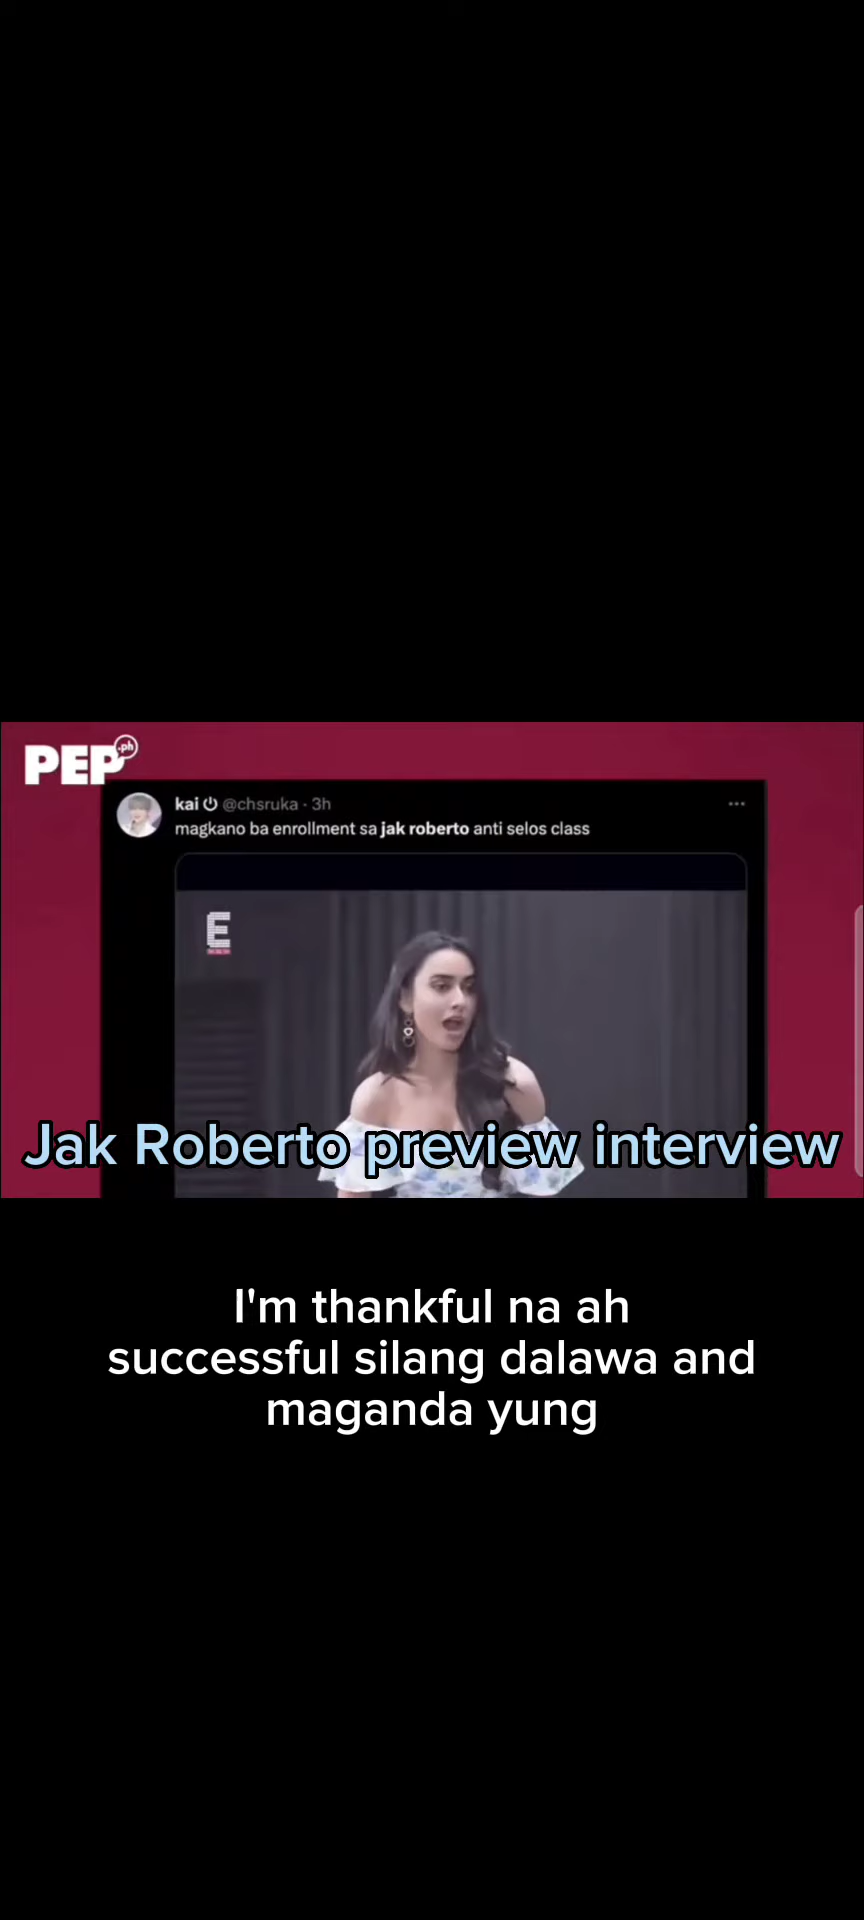 PEP.ph
kai @chsruka · 3h
magkano ba enrollment sa jak roberto anti selos class
E
Jak Roberto preview interview
I'm thankful na ah
successful silang dalawa and
maganda yung